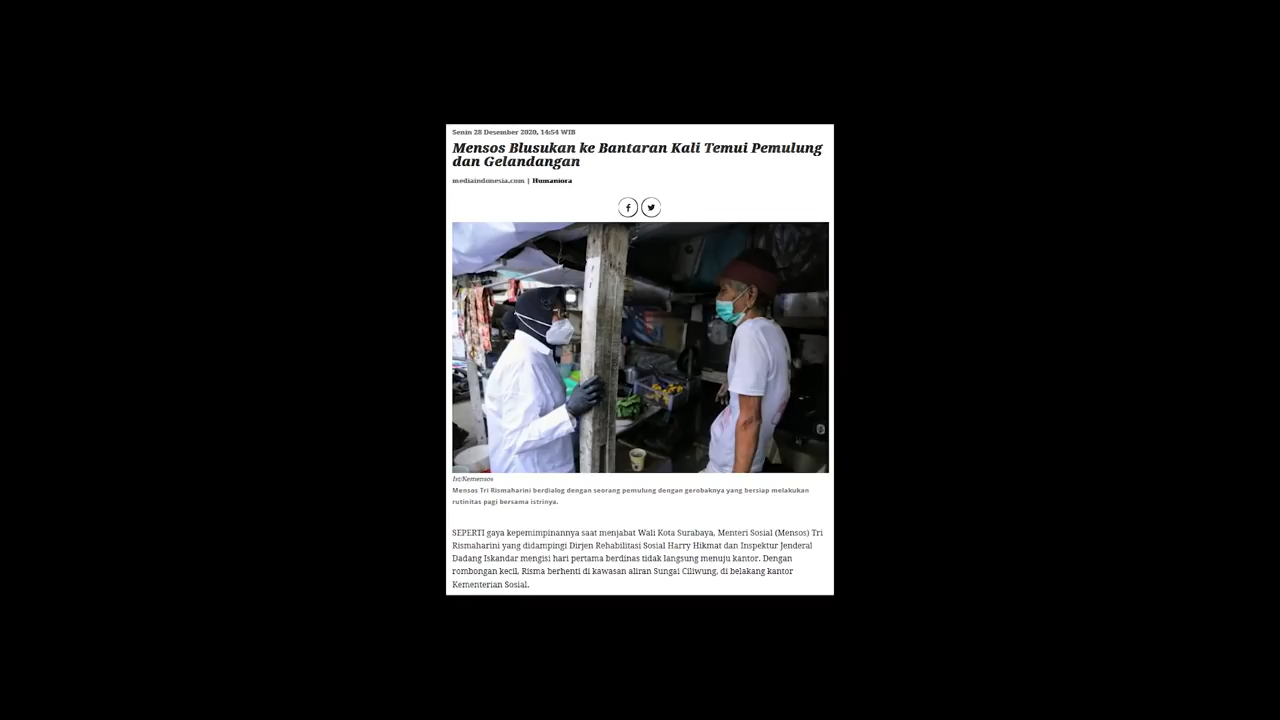 Senin 28 Desember 2020, 14:54 WIB
Mensos Blusukan ke Bantaran Kali Temui Pemulung
dan Gelandangan
mediaindonesia.com | Humaniora
Ist/Kemensos
Mensos Tri Rismaharini berdialog dengan seorang pemulung dengan gerobaknya yang bersiap melakukan
rutinitas pagi bersama istrinya.
SEPERTI gaya kepemimpinannya saat menjabat Wali Kota Surabaya, Menteri Sosial (Mensos) Tri
Rismaharini yang didampingi Dirjen Rehabilitasi Sosial Harry Hikmat dan Inspektur Jenderal
Dadang Iskandar mengisi hari pertama berdinas tidak langsung menuju kantor. Dengan
rombongan kecil, Risma berhenti di kawasan aliran Sungai Ciliwung, di belakang kantor
Kementerian Sosial.